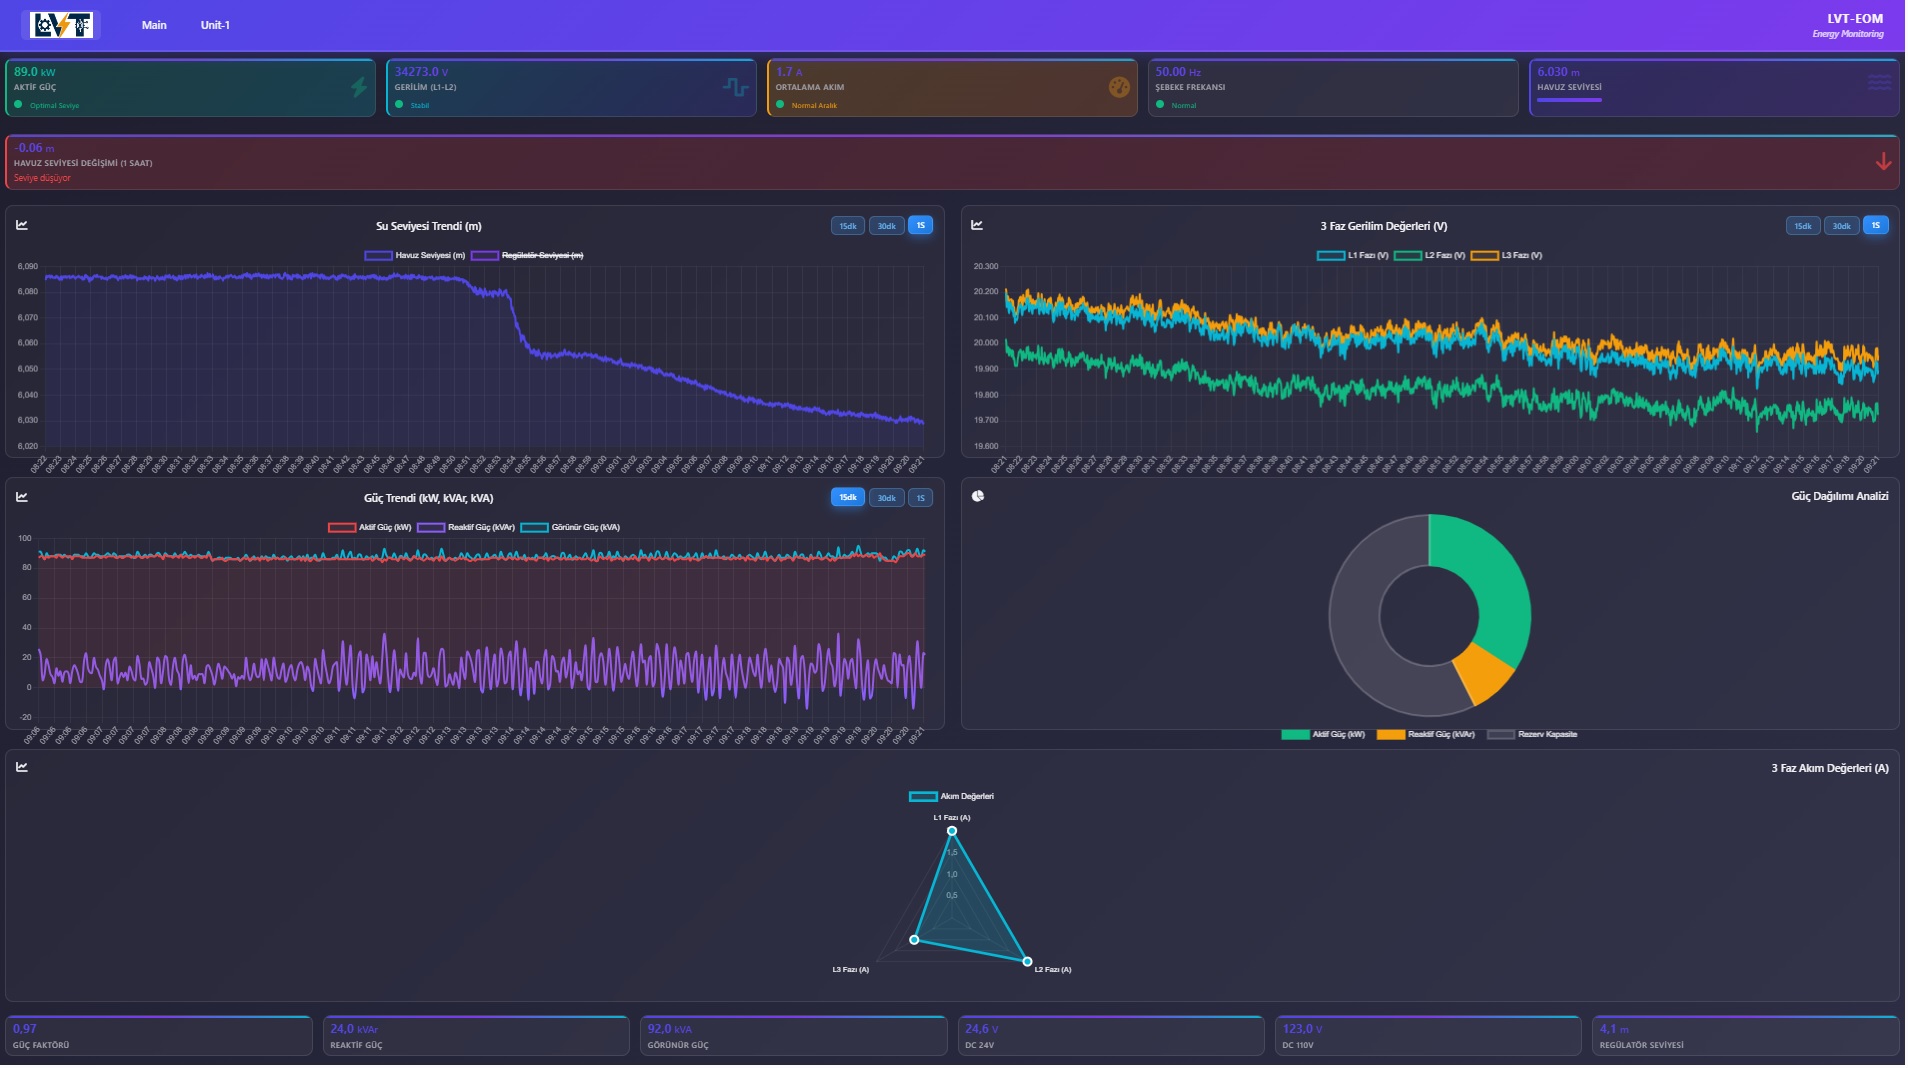 LVT
Main
Unit-1
LVT-EOM
Energy Monitoring
89.0 kW
AKTİF GÜÇ
Optimal Seviye
34273.0 V
GERİLİM (L1-L2)
Stabil
1.7 A
ORTALAMA AKIM
Normal Aralık
50.00 Hz
ŞEBEKE FREKANSI
Normal
6.030 m
HAVUZ SEVİYESİ
-0.06 m
HAVUZ SEVİYESİ DEĞİŞİMİ (1 SAAT)
Seviye düşüyor
Su Seviyesi Trendi (m)
15dk 30dk 1S
Havuz Seviyesi (m) Regülatör Seviyesi (m)
6,090
6,080
6,070
6,060
6,050
6,040
6,030
6,020
3 Faz Gerilim Değerleri (V)
15dk 30dk 1S
L1 Fazı (V) L2 Fazı (V) L3 Fazı (V)
20.300
20.200
20.100
20.000
19.900
19.800
19.700
19.600
Güç Trendi (kW, kVAr, kVA)
15dk 30dk 1S
Aktif Güç (kW) Reaktif Güç (kVAr) Görünür Güç (kVA)
100
80
60
40
20
0
-20
Güç Dağılımı Analizi
Aktif Güç (kW) Reaktif Güç (kVAr) Rezerv Kapasite
3 Faz Akım Değerleri (A)
Akım Değerleri
L1 Fazı (A)
1,5
1,0
0,5
L3 Fazı (A)
L2 Fazı (A)
0,97
GÜÇ FAKTÖRÜ
24,0 kVAr
REAKTİF GÜÇ
92,0 kVA
GÖRÜNÜR GÜÇ
24,6 V
DC 24V
123,0 V
DC 110V
4,1 m
REGÜLATÖR SEVİYESİ